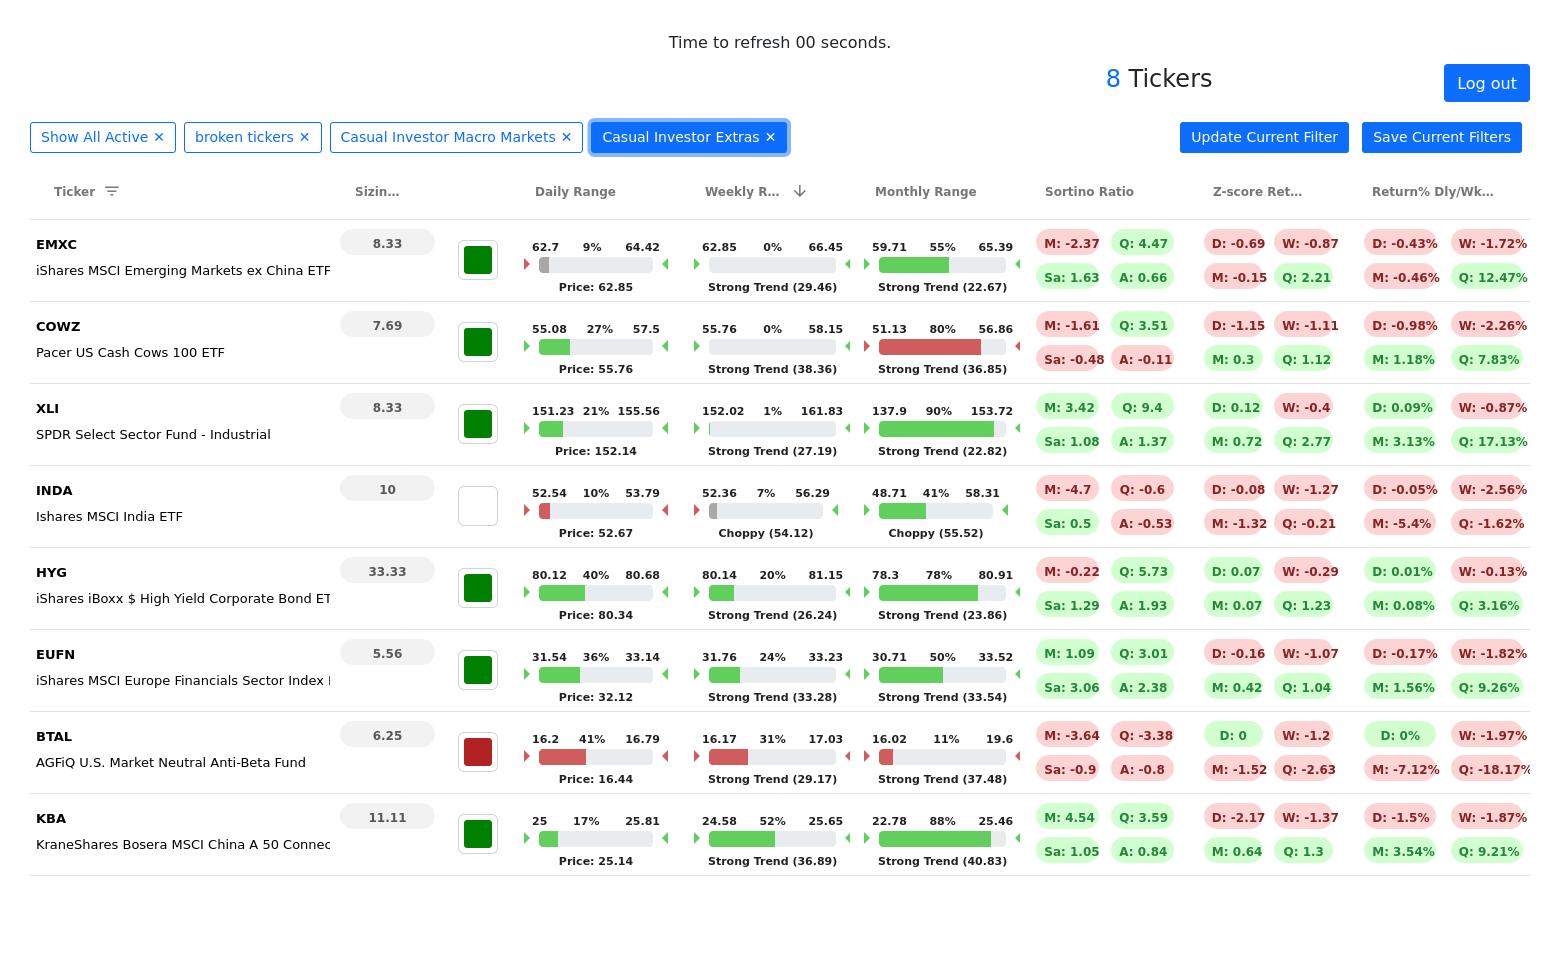 Time to refresh 00 seconds.
8 Tickers
Log out
Show All Active ✕ broken tickers ✕ Casual Investor Macro Markets ✕ Casual Investor Extras ✕ Update Current Filter Save Current Filters
Ticker Sizin... Daily Range Weekly R... Monthly Range Sortino Ratio Z-score Ret... Return% Dly/Wk...
EMXC 8.33 62.7 9% 64.42 62.85 0% 66.45 59.71 55% 65.39 M: -2.37 Q: 4.47 D: -0.69 W: -0.87 D: -0.43% W: -1.72%
iShares MSCI Emerging Markets ex China ETF Price: 62.85 Strong Trend (29.46) Strong Trend (22.67) Sa: 1.63 A: 0.66 M: -0.15 Q: 2.21 M: -0.46% Q: 12.47%
COWZ 7.69 55.08 27% 57.5 55.76 0% 58.15 51.13 80% 56.86 M: -1.61 Q: 3.51 D: -1.15 W: -1.11 D: -0.98% W: -2.26%
Pacer US Cash Cows 100 ETF Price: 55.76 Strong Trend (38.36) Strong Trend (36.85) Sa: -0.48 A: -0.11 M: 0.3 Q: 1.12 M: 1.18% Q: 7.83%
XLI 8.33 151.23 21% 155.56 152.02 1% 161.83 137.9 90% 153.72 M: 3.42 Q: 9.4 D: 0.12 W: -0.4 D: 0.09% W: -0.87%
SPDR Select Sector Fund - Industrial Price: 152.14 Strong Trend (27.19) Strong Trend (22.82) Sa: 1.08 A: 1.37 M: 0.72 Q: 2.77 M: 3.13% Q: 17.13%
INDA 10 52.54 10% 53.79 52.36 7% 56.29 48.71 41% 58.31 M: -4.7 Q: -0.6 D: -0.08 W: -1.27 D: -0.05% W: -2.56%
Ishares MSCI India ETF Price: 52.67 Choppy (54.12) Choppy (55.52) Sa: 0.5 A: -0.53 M: -1.32 Q: -0.21 M: -5.4% Q: -1.62%
HYG 33.33 80.12 40% 80.68 80.14 20% 81.15 78.3 78% 80.91 M: -0.22 Q: 5.73 D: 0.07 W: -0.29 D: 0.01% W: -0.13%
iShares iBoxx $ High Yield Corporate Bond ET Price: 80.34 Strong Trend (26.24) Strong Trend (23.86) Sa: 1.29 A: 1.93 M: 0.07 Q: 1.23 M: 0.08% Q: 3.16%
EUFN 5.56 31.54 36% 33.14 31.76 24% 33.23 30.71 50% 33.52 M: 1.09 Q: 3.01 D: -0.16 W: -1.07 D: -0.17% W: -1.82%
iShares MSCI Europe Financials Sector Index Price: 32.12 Strong Trend (33.28) Strong Trend (33.54) Sa: 3.06 A: 2.38 M: 0.42 Q: 1.04 M: 1.56% Q: 9.26%
BTAL 6.25 16.2 41% 16.79 16.17 31% 17.03 16.02 11% 19.6 M: -3.64 Q: -3.38 D: 0 W: -1.2 D: 0% W: -1.97%
AGFiQ U.S. Market Neutral Anti-Beta Fund Price: 16.44 Strong Trend (29.17) Strong Trend (37.48) Sa: -0.9 A: -0.8 M: -1.52 Q: -2.63 M: -7.12% Q: -18.17%
KBA 11.11 25 17% 25.81 24.58 52% 25.65 22.78 88% 25.46 M: 4.54 Q: 3.59 D: -2.17 W: -1.37 D: -1.5% W: -1.87%
KraneShares Bosera MSCI China A 50 Connec Price: 25.14 Strong Trend (36.89) Strong Trend (40.83) Sa: 1.05 A: 0.84 M: 0.64 Q: 1.3 M: 3.54% Q: 9.21%